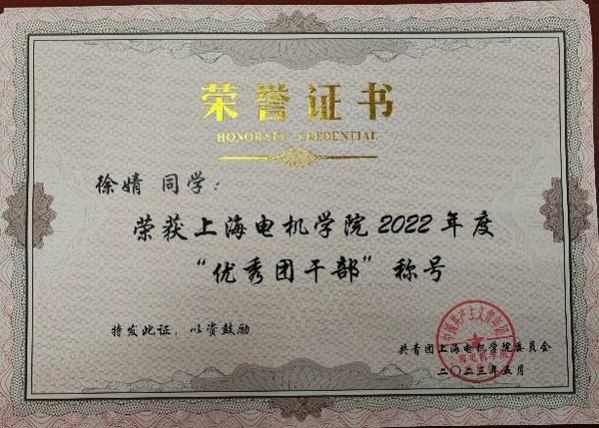 荣誉证书
HONORARY CREDENTIAL
徐婧 同学：
荣获上海电机学院2022年度
“优秀团干部”称号
特发此证，以资鼓励
共青团上海电机学院委员会
二〇二三年五月